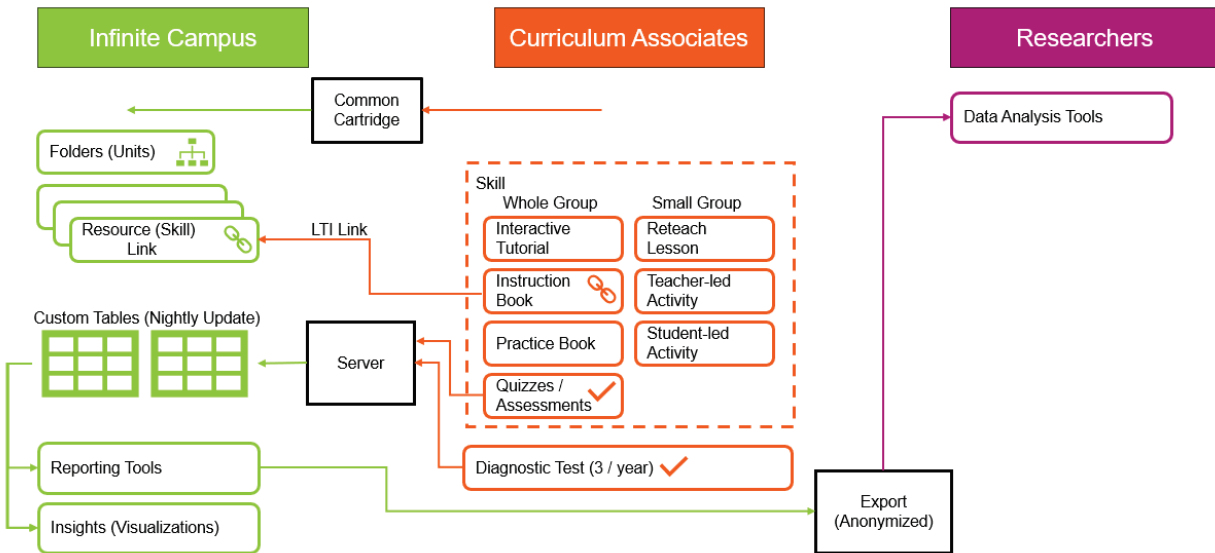 Infinite Campus
Curriculum Associates
Researchers
Common
Cartridge
Data Analysis Tools
Folders (Units)
Skill
Whole Group
Small Group
Resource (Skill)
Link
LTI Link
Interactive
Tutorial
Reteach
Lesson
Instruction
Book
Teacher-led
Activity
Custom Tables (Nightly Update)
Server
Practice Book
Student-led
Activity
Quizzes /
Assessments
Reporting Tools
Diagnostic Test (3 / year)
Insights (Visualizations)
Export
(Anonymized)